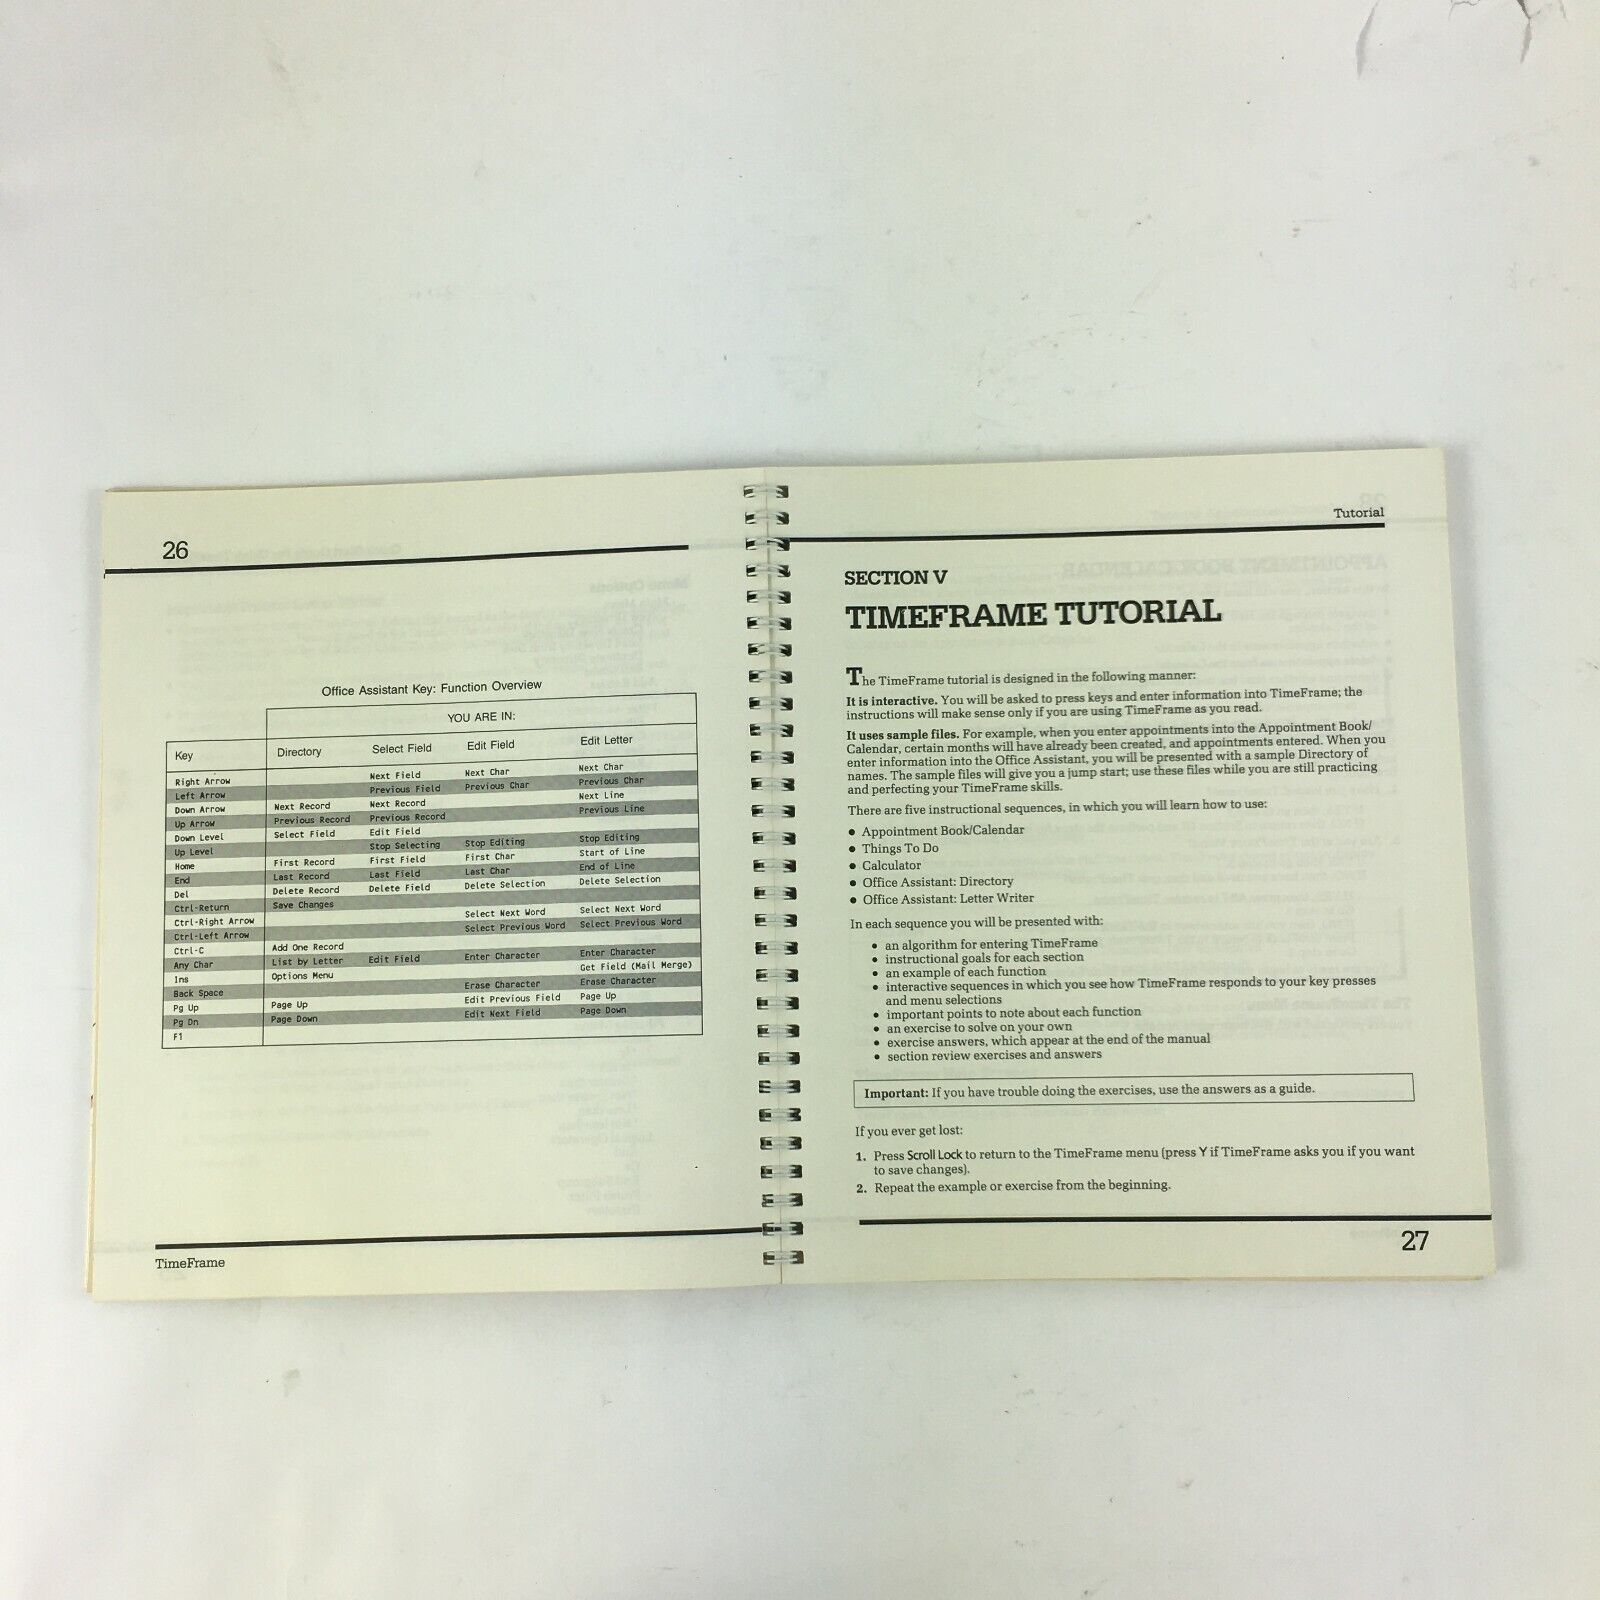 26
Office Assistant Key: Function Overview
YOU ARE IN:
Key Directory Select Field Edit Field Edit Letter
Right Arrow Next Field Next Char Next Char
Left Arrow Previous Field Previous Char Previous Char
Down Arrow Next Record Next Record Next Line
Up Arrow Previous Record Previous Record Previous Line
Down Level Select Field Edit Field
Up Level Stop Selecting Stop Editing Stop Editing
Home First Record First Field First Char Start of Line
End Last Record Last Field Last Char End of Line
Del Delete Record Delete Field Delete Selection Delete Selection
Ctrl-Return Save Changes
Ctrl-Right Arrow Select Next Word Select Next Word
Ctrl-Left Arrow Select Previous Word Select Previous Word
Ctrl-C Add One Record
Any Char List by Letter Edit Field Enter Character Enter Character
Ins Options Menu Get Field (Mail Merge)
Back Space Erase Character Erase Character
Pg Up Page Up Edit Previous Field Page Up
Pg Dn Page Down Edit Next Field Page Down
F1
TimeFrame
Tutorial
SECTION V
TIMEFRAME TUTORIAL
The TimeFrame tutorial is designed in the following manner:
It is interactive. You will be asked to press keys and enter information into TimeFrame; the
instructions will make sense only if you are using TimeFrame as you read.
It uses sample files. For example, when you enter appointments into the Appointment Book/
Calendar, certain months will have already been created, and appointments entered. When you
enter information into the Office Assistant, you will be presented with a sample Directory of
names. The sample files will give you a jump start; use these files while you are still practicing
and perfecting your TimeFrame skills.
There are five instructional sequences, in which you will learn how to use:
● Appointment Book/Calendar
● Things To Do
● Calculator
● Office Assistant: Directory
● Office Assistant: Letter Writer
In each sequence you will be presented with:
• an algorithm for entering TimeFrame
• instructional goals for each section
• an example of each function
• interactive sequences in which you see how TimeFrame responds to your key presses
and menu selections
• important points to note about each function
• an exercise to solve on your own
• exercise answers, which appear at the end of the manual
• section review exercises and answers
Important: If you have trouble doing the exercises, use the answers as a guide.
If you ever get lost:
1. Press Scroll Lock to return to the TimeFrame menu (press Y if TimeFrame asks you if you want
to save changes).
2. Repeat the example or exercise from the beginning.
27